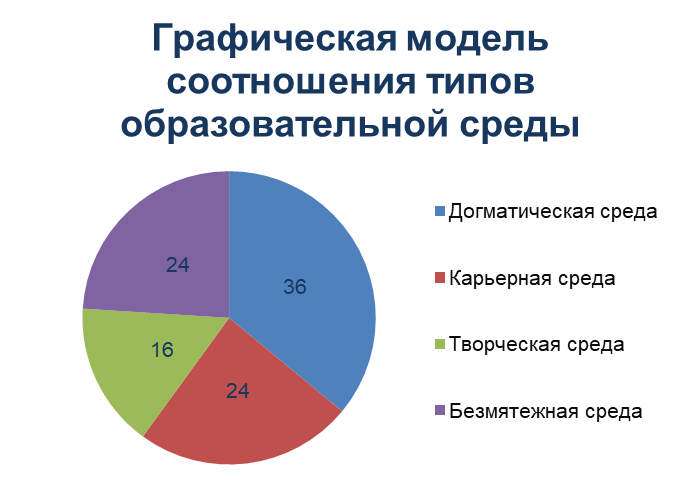 Графическая модель
соотношения типов
образовательной среды
24
36
16
24
Догматическая среда
Карьерная среда
Творческая среда
Безмятежная среда